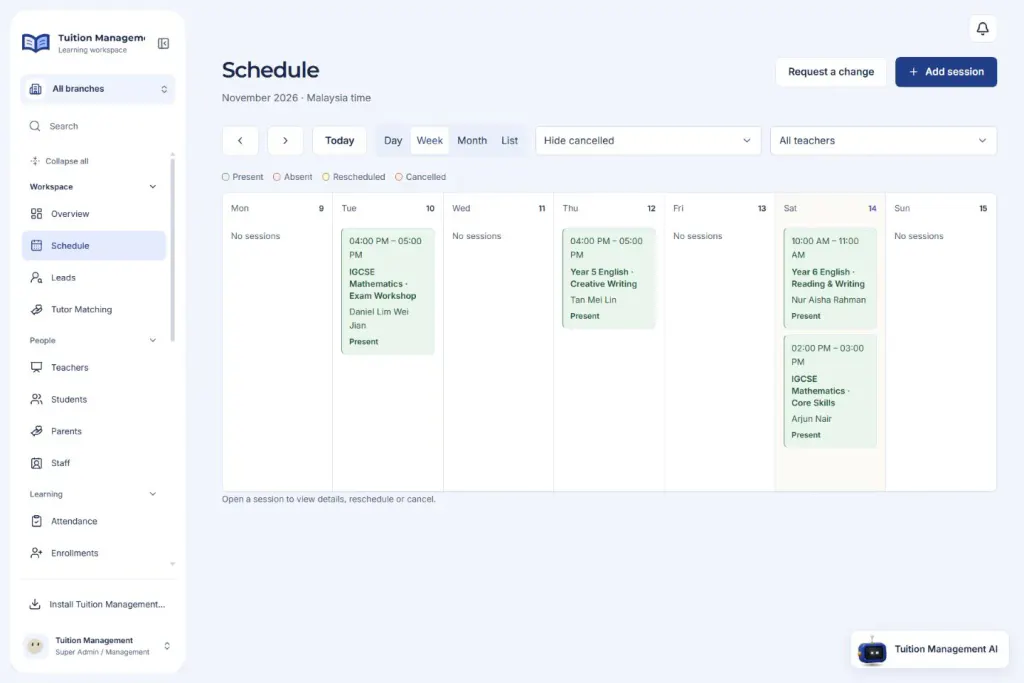 Tuition Managem
Learning workspace
All branches
Search
Collapse all
Workspace
Overview
Schedule
Leads
Tutor Matching
People
Teachers
Students
Parents
Staff
Learning
Attendance
Enrollments
Install Tuition Management...
Tuition Management
Super Admin / Management
Schedule
November 2026 · Malaysia time
Request a change
+ Add session
Today
Day
Week
Month
List
Hide cancelled
All teachers
Present
Absent
Rescheduled
Cancelled
Mon 9
No sessions
Tue 10
04:00 PM – 05:00
PM
IGCSE
Mathematics ·
Exam Workshop
Daniel Lim Wei
Jian
Present
Wed 11
No sessions
Thu 12
04:00 PM – 05:00
PM
Year 5 English ·
Creative Writing
Tan Mei Lin
Present
Fri 13
No sessions
Sat 14
10:00 AM – 11:00
AM
Year 6 English ·
Reading & Writing
Nur Aisha Rahman
Present
02:00 PM – 03:00
PM
IGCSE
Mathematics ·
Core Skills
Arjun Nair
Present
Sun 15
No sessions
Open a session to view details, reschedule or cancel.
Tuition Management AI